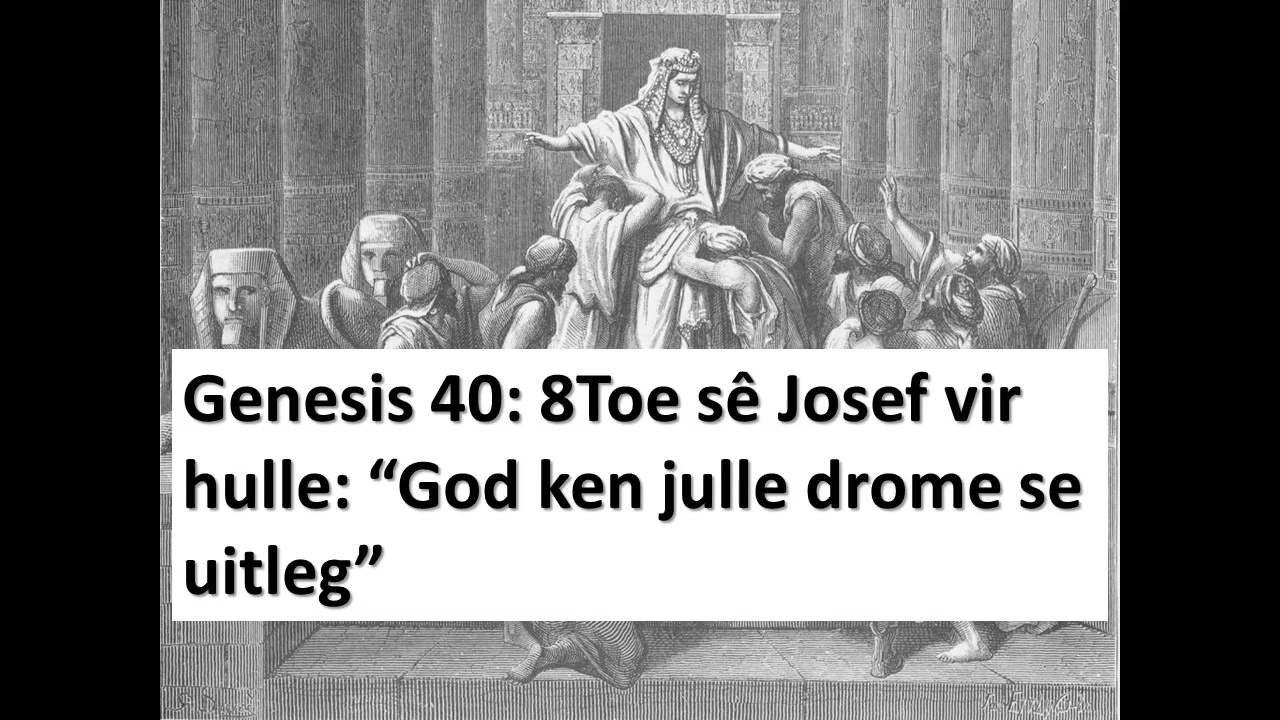 Genesis 40: 8Toe sê Josef vir
hulle: “God ken julle drome se
uitleg”